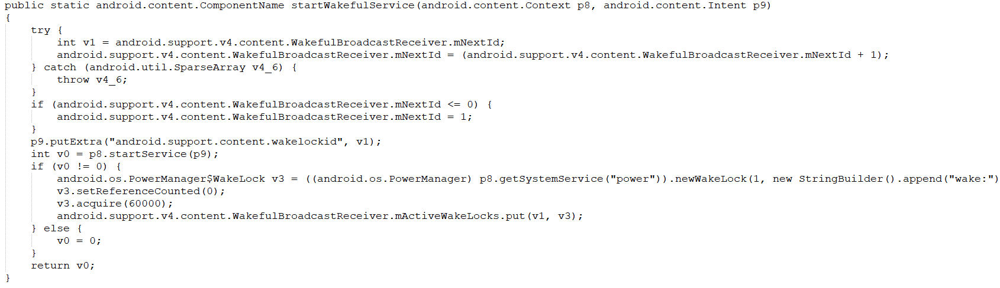 public static android.content.ComponentName startWakefulService(android.content.Context p8, android.content.Intent p9)
{
    try {
        int v1 = android.support.v4.content.WakefulBroadcastReceiver.mNextId;
        android.support.v4.content.WakefulBroadcastReceiver.mNextId = (android.support.v4.content.WakefulBroadcastReceiver.mNextId + 1);
    } catch (android.util.SparseArray v4_6) {
        throw v4_6;
    }
    if (android.support.v4.content.WakefulBroadcastReceiver.mNextId <= 0) {
        android.support.v4.content.WakefulBroadcastReceiver.mNextId = 1;
    }
    p9.putExtra("android.support.content.wakelockid", v1);
    int v0 = p8.startService(p9);
    if (v0 != 0) {
        android.os.PowerManager$WakeLock v3 = ((android.os.PowerManager) p8.getSystemService("power")).newWakeLock(1, new StringBuilder().append("wake:")
        v3.setReferenceCounted(0);
        v3.acquire(60000);
        android.support.v4.content.WakefulBroadcastReceiver.mActiveWakeLocks.put(v1, v3);
    } else {
        v0 = 0;
    }
    return v0;
}